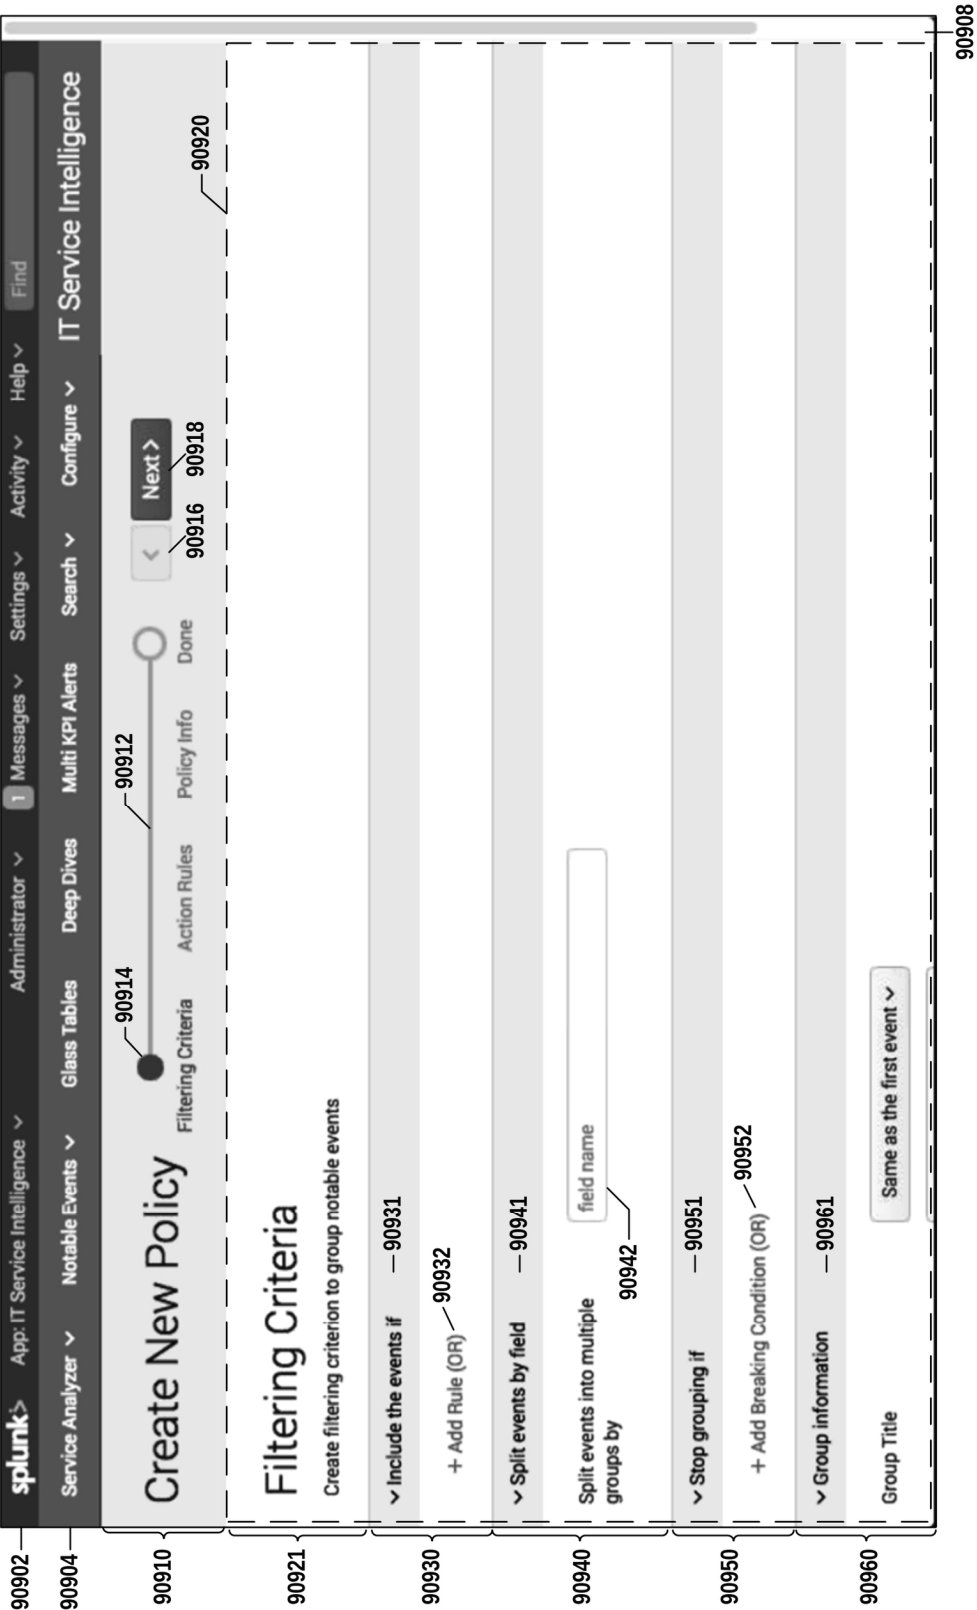 splunk> App: IT Service Intelligence Administrator 1 Messages Settings Activity Help Find
Service Analyzer Notable Events Glass Tables Deep Dives Multi KPI Alerts Search Configure IT Service Intelligence
Create New Policy
Filtering Criteria Action Rules Policy Info Done
< Next >
Filtering Criteria
Create filtering criterion to group notable events
Include the events if
+ Add Rule (OR)
Split events by field
Split events into multiple
groups by
field name
Stop grouping if
+ Add Breaking Condition (OR)
Group information
Group Title
Same as the first event
90902
90904
90910
90914
90912
90916
90918
90920
90921
90930
90931
90932
90940
90941
90942
90950
90951
90952
90960
90961
90908